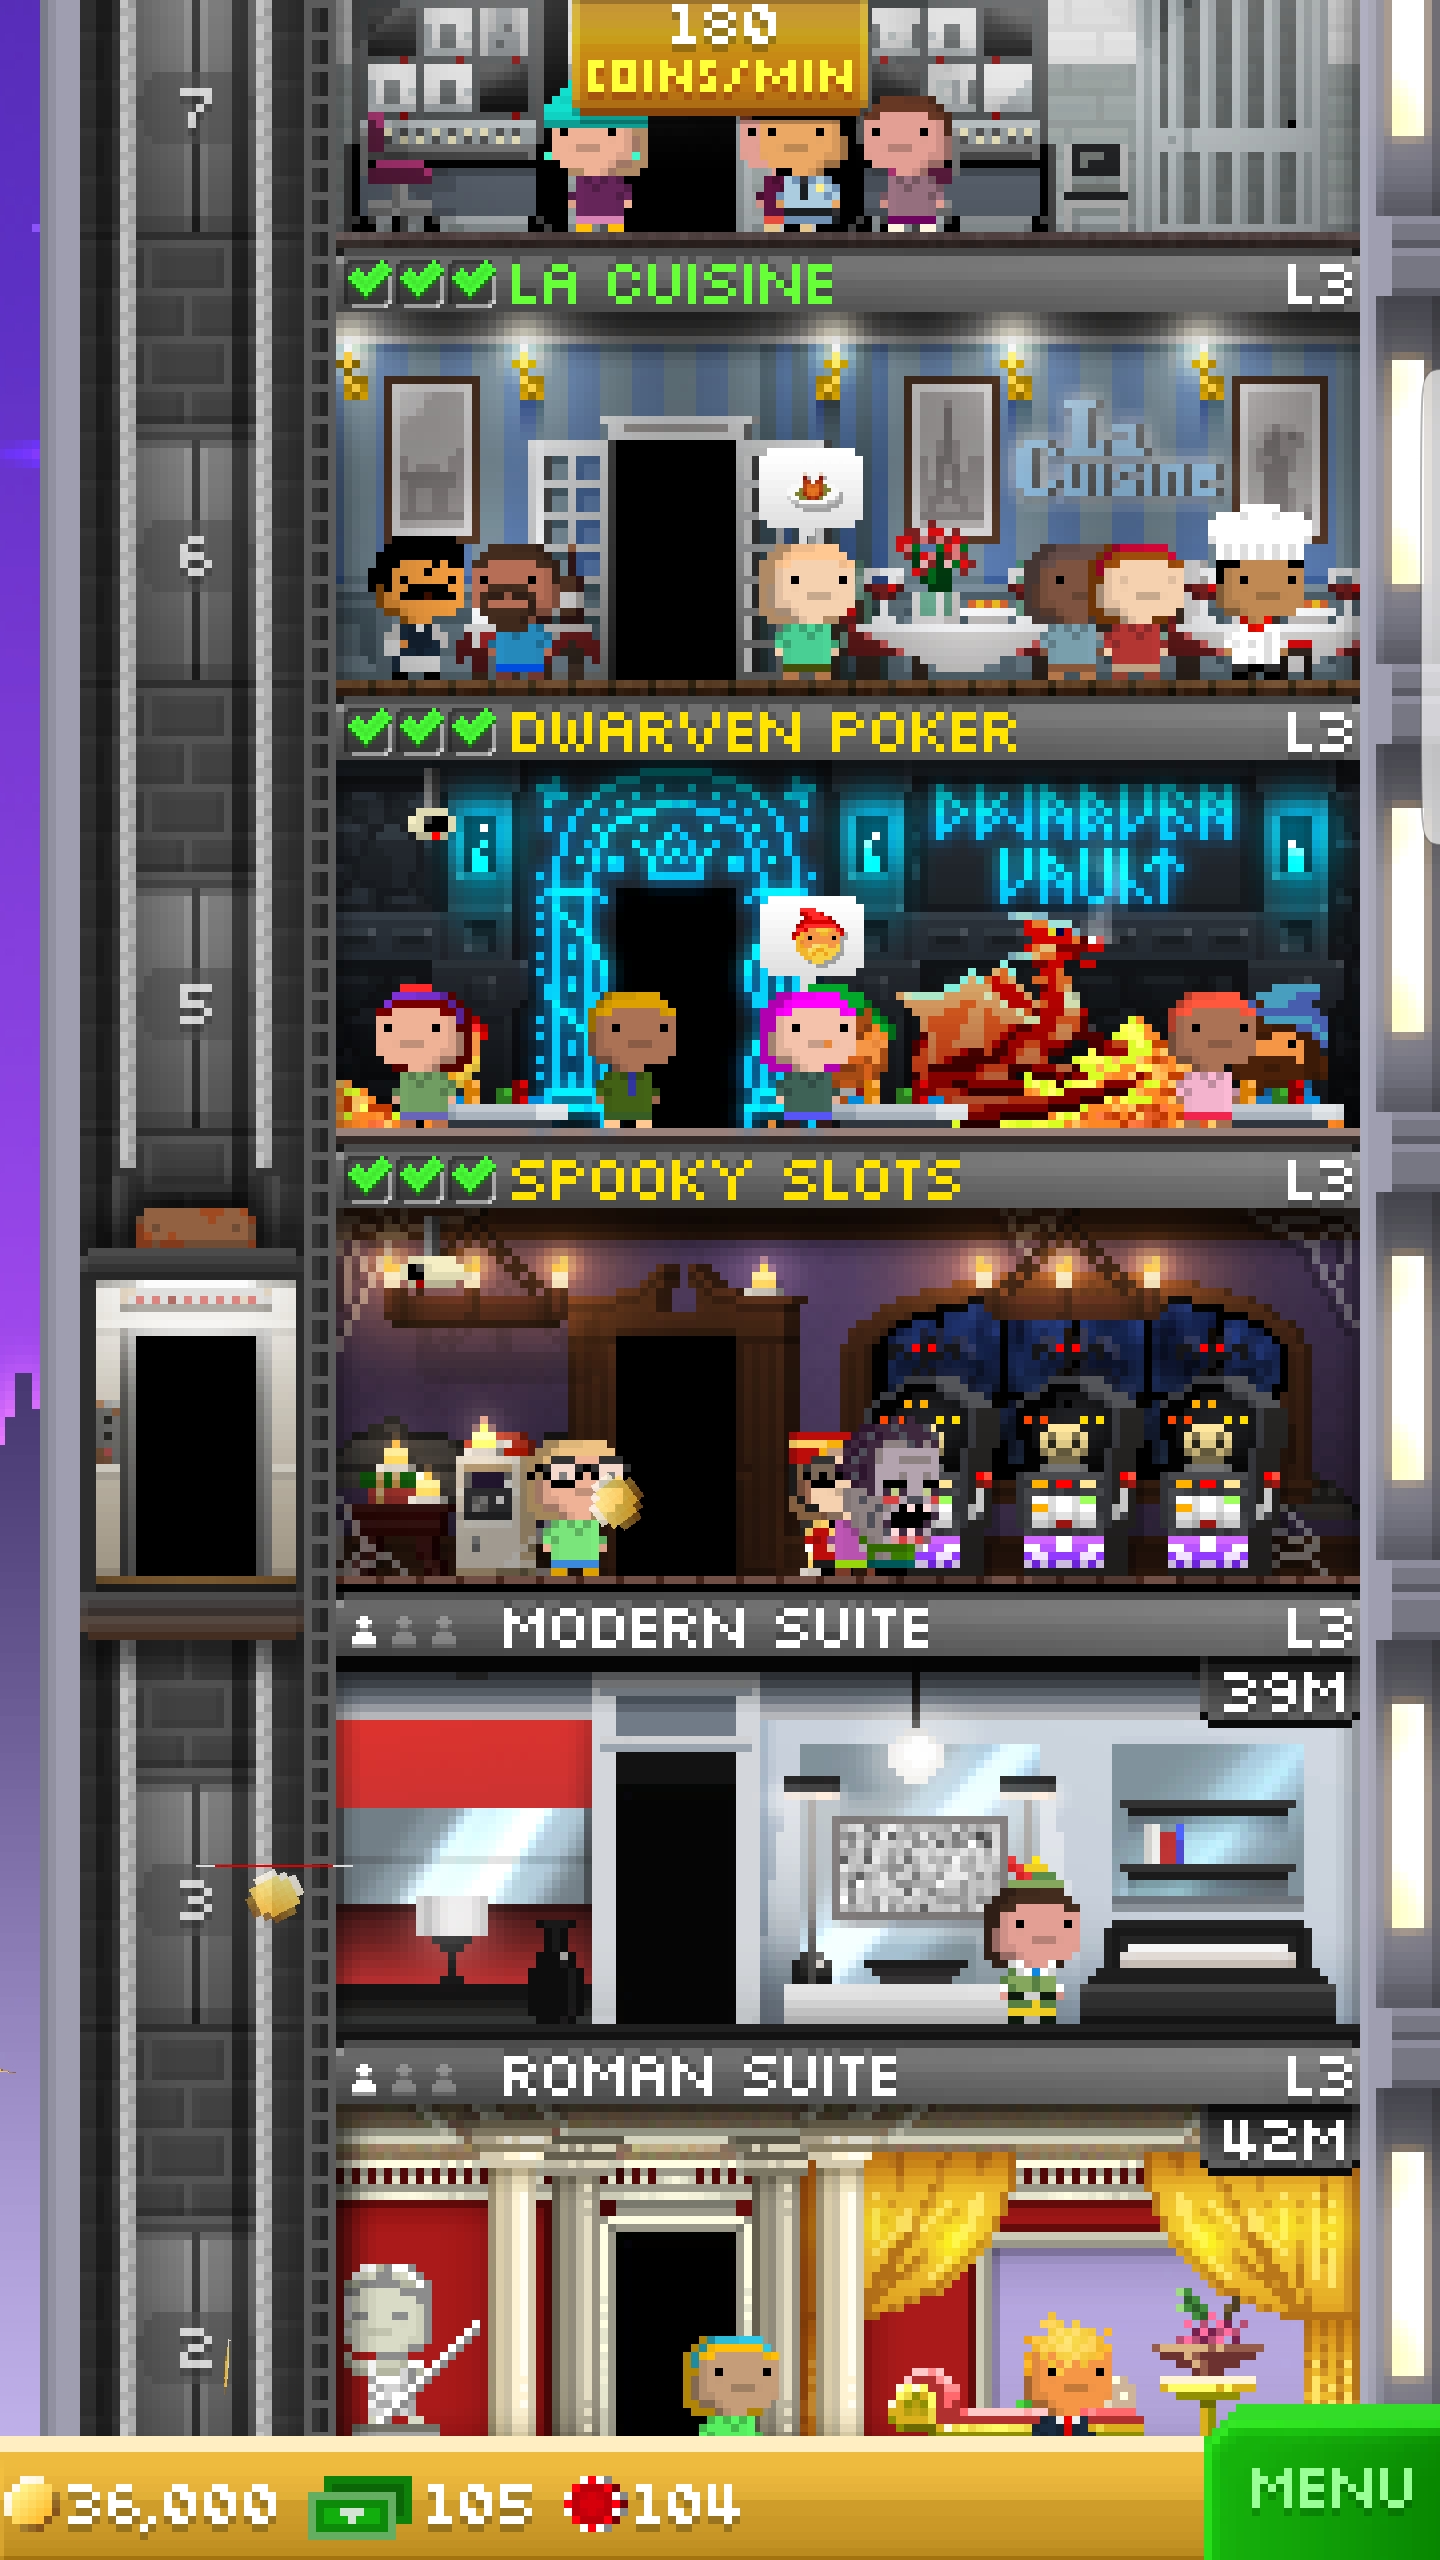 180
COINS/MIN
7
LA CUISINE L3
La
Cuisine
6
DWARVEN POKER L3
DWARVEN
VAULT
5
SPOOKY SLOTS L3
MODERN SUITE L3
39M
3
ROMAN SUITE L3
42M
2
36,000 105 104
MENU